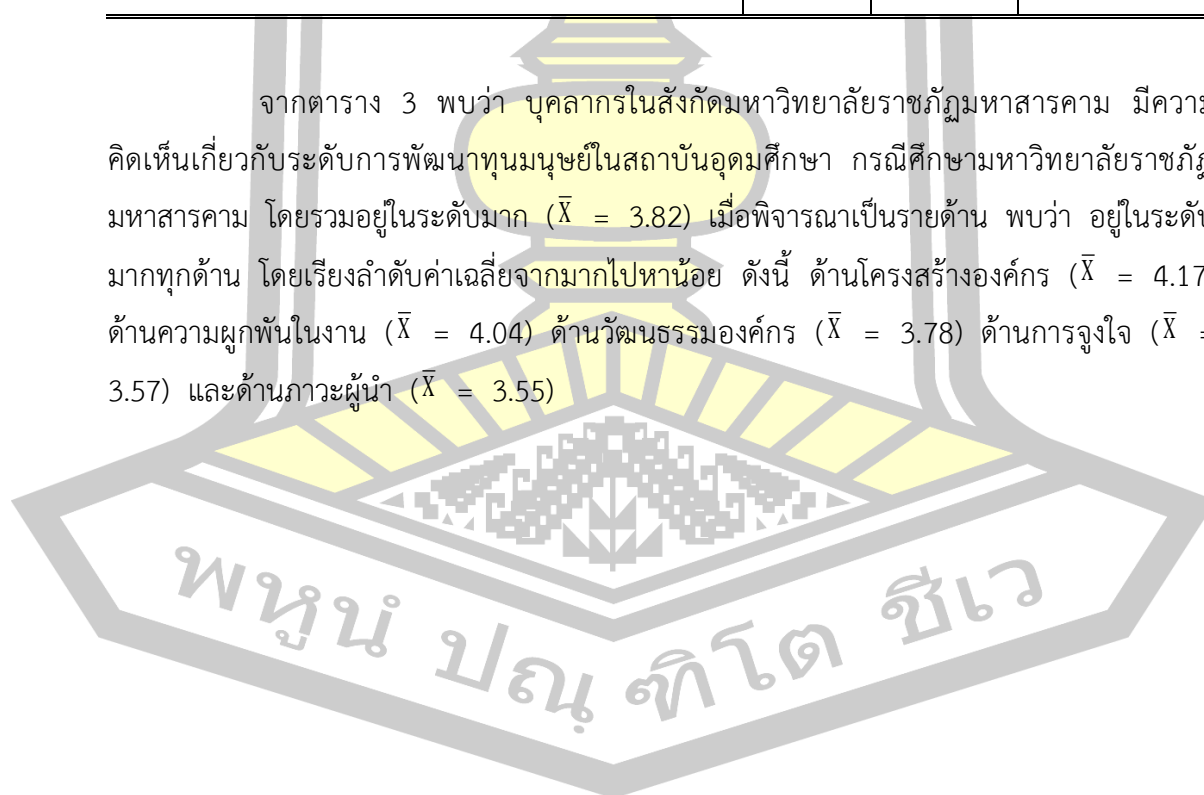 จากตาราง 3 พบว่า บุคลากรในสังกัดมหาวิทยาลัยราชภัฏมหาสารคาม มีความ
คิดเห็นเกี่ยวกับระดับการพัฒนาทุนมนุษย์ในสถาบันอุดมศึกษา กรณีศึกษามหาวิทยาลัยราชภัฏ
มหาสารคาม โดยรวมอยู่ในระดับมาก (X̄ = 3.82) เมื่อพิจารณาเป็นรายด้าน พบว่า อยู่ในระดับ
มากทุกด้าน โดยเรียงลำดับค่าเฉลี่ยจากมากไปหาน้อย ดังนี้ ด้านโครงสร้างองค์กร (X̄ = 4.17
ด้านความผูกพันในงาน (X̄ = 4.04) ด้านวัฒนธรรมองค์กร (X̄ = 3.78) ด้านการจูงใจ (X̄ =
3.57) และด้านภาวะผู้นำ (X̄ = 3.55)
พหูนํ ปณฺฑิโต ชีเว